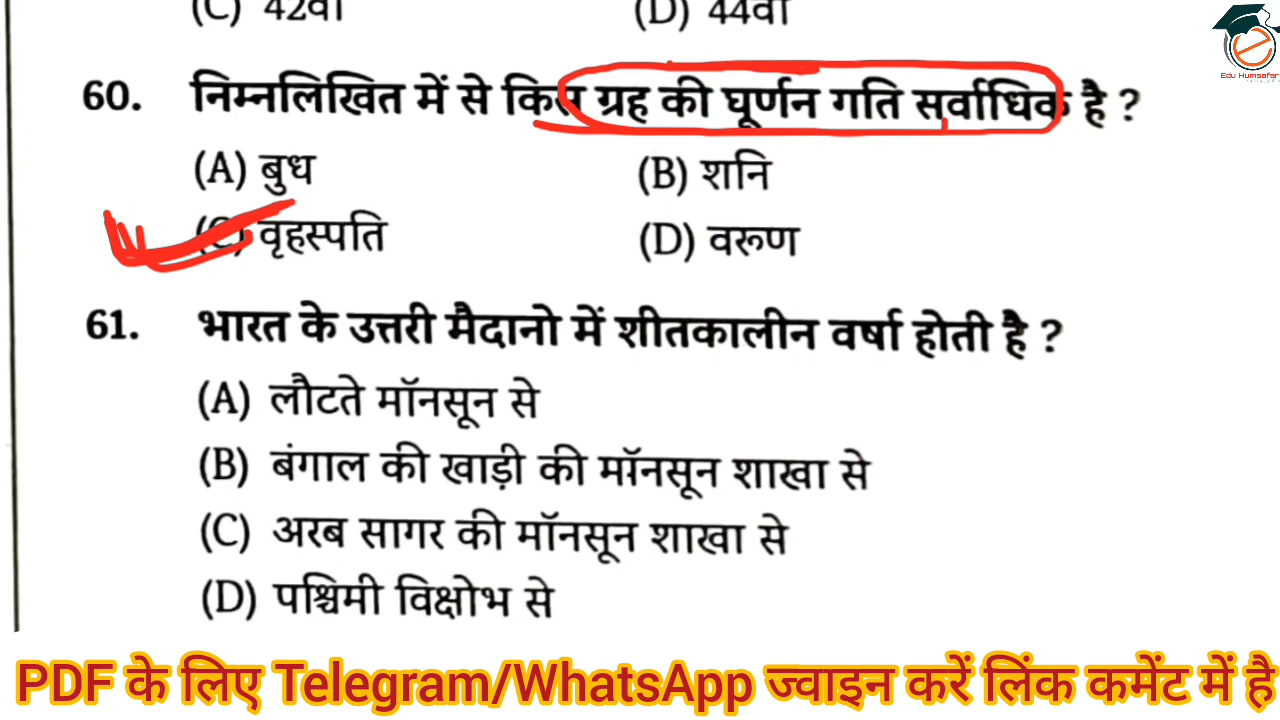 (C) 42वां (D) 44वां
Edu Humsafar
60. निम्नलिखित में से किस ग्रह की घूर्णन गति सर्वाधिक है ?
(A) बुध (B) शनि
(C) वृहस्पति (D) वरूण
61. भारत के उत्तरी मैदानो में शीतकालीन वर्षा होती है ?
(A) लौटते मॉनसून से
(B) बंगाल की खाड़ी की मॉनसून शाखा से
(C) अरब सागर की मॉनसून शाखा से
(D) पश्चिमी विक्षोभ से
PDF के लिए Telegram/WhatsApp ज्वाइन करें लिंक कमेंट में है